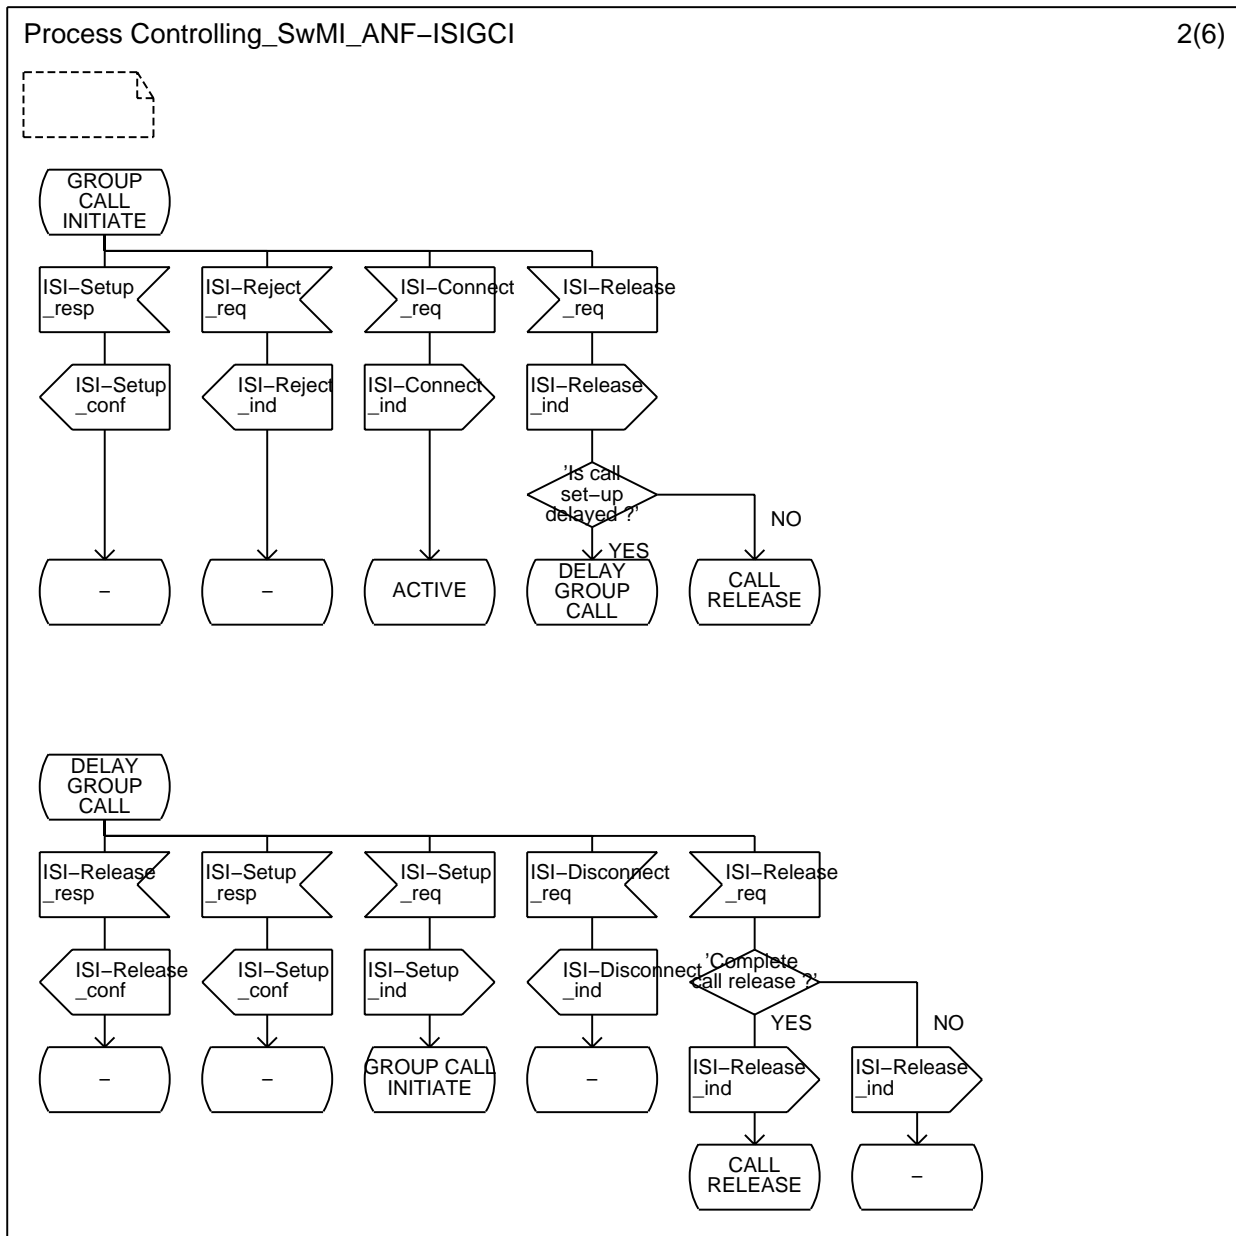 Process Controlling_SwMI_ANF−ISIGCI
2(6)
GROUP
CALL
INITIATE
ISI−Setup
_resp
ISI−Reject
_req
ISI−Connect
_req
ISI−Release
_req
ISI−Setup
_conf
ISI−Reject
_ind
ISI−Connect
_ind
ISI−Release
_ind
’Is call
set−up
delayed ?’
NO
YES
−
−
ACTIVE
DELAY
GROUP
CALL
CALL
RELEASE
DELAY
GROUP
CALL
ISI−Release
_resp
ISI−Setup
_resp
ISI−Setup
_req
ISI−Disconnect
_req
ISI−Release
_req
ISI−Release
_conf
ISI−Setup
_conf
ISI−Setup
_ind
ISI−Disconnect
_ind
’Complete
call release ?’
YES
NO
−
−
GROUP CALL
INITIATE
−
ISI−Release
_ind
ISI−Release
_ind
CALL
RELEASE
−